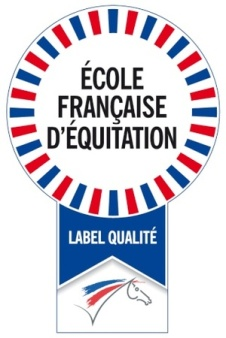 ÉCOLE
FRANÇAISE
D'ÉQUITATION
LABEL QUALITÉ